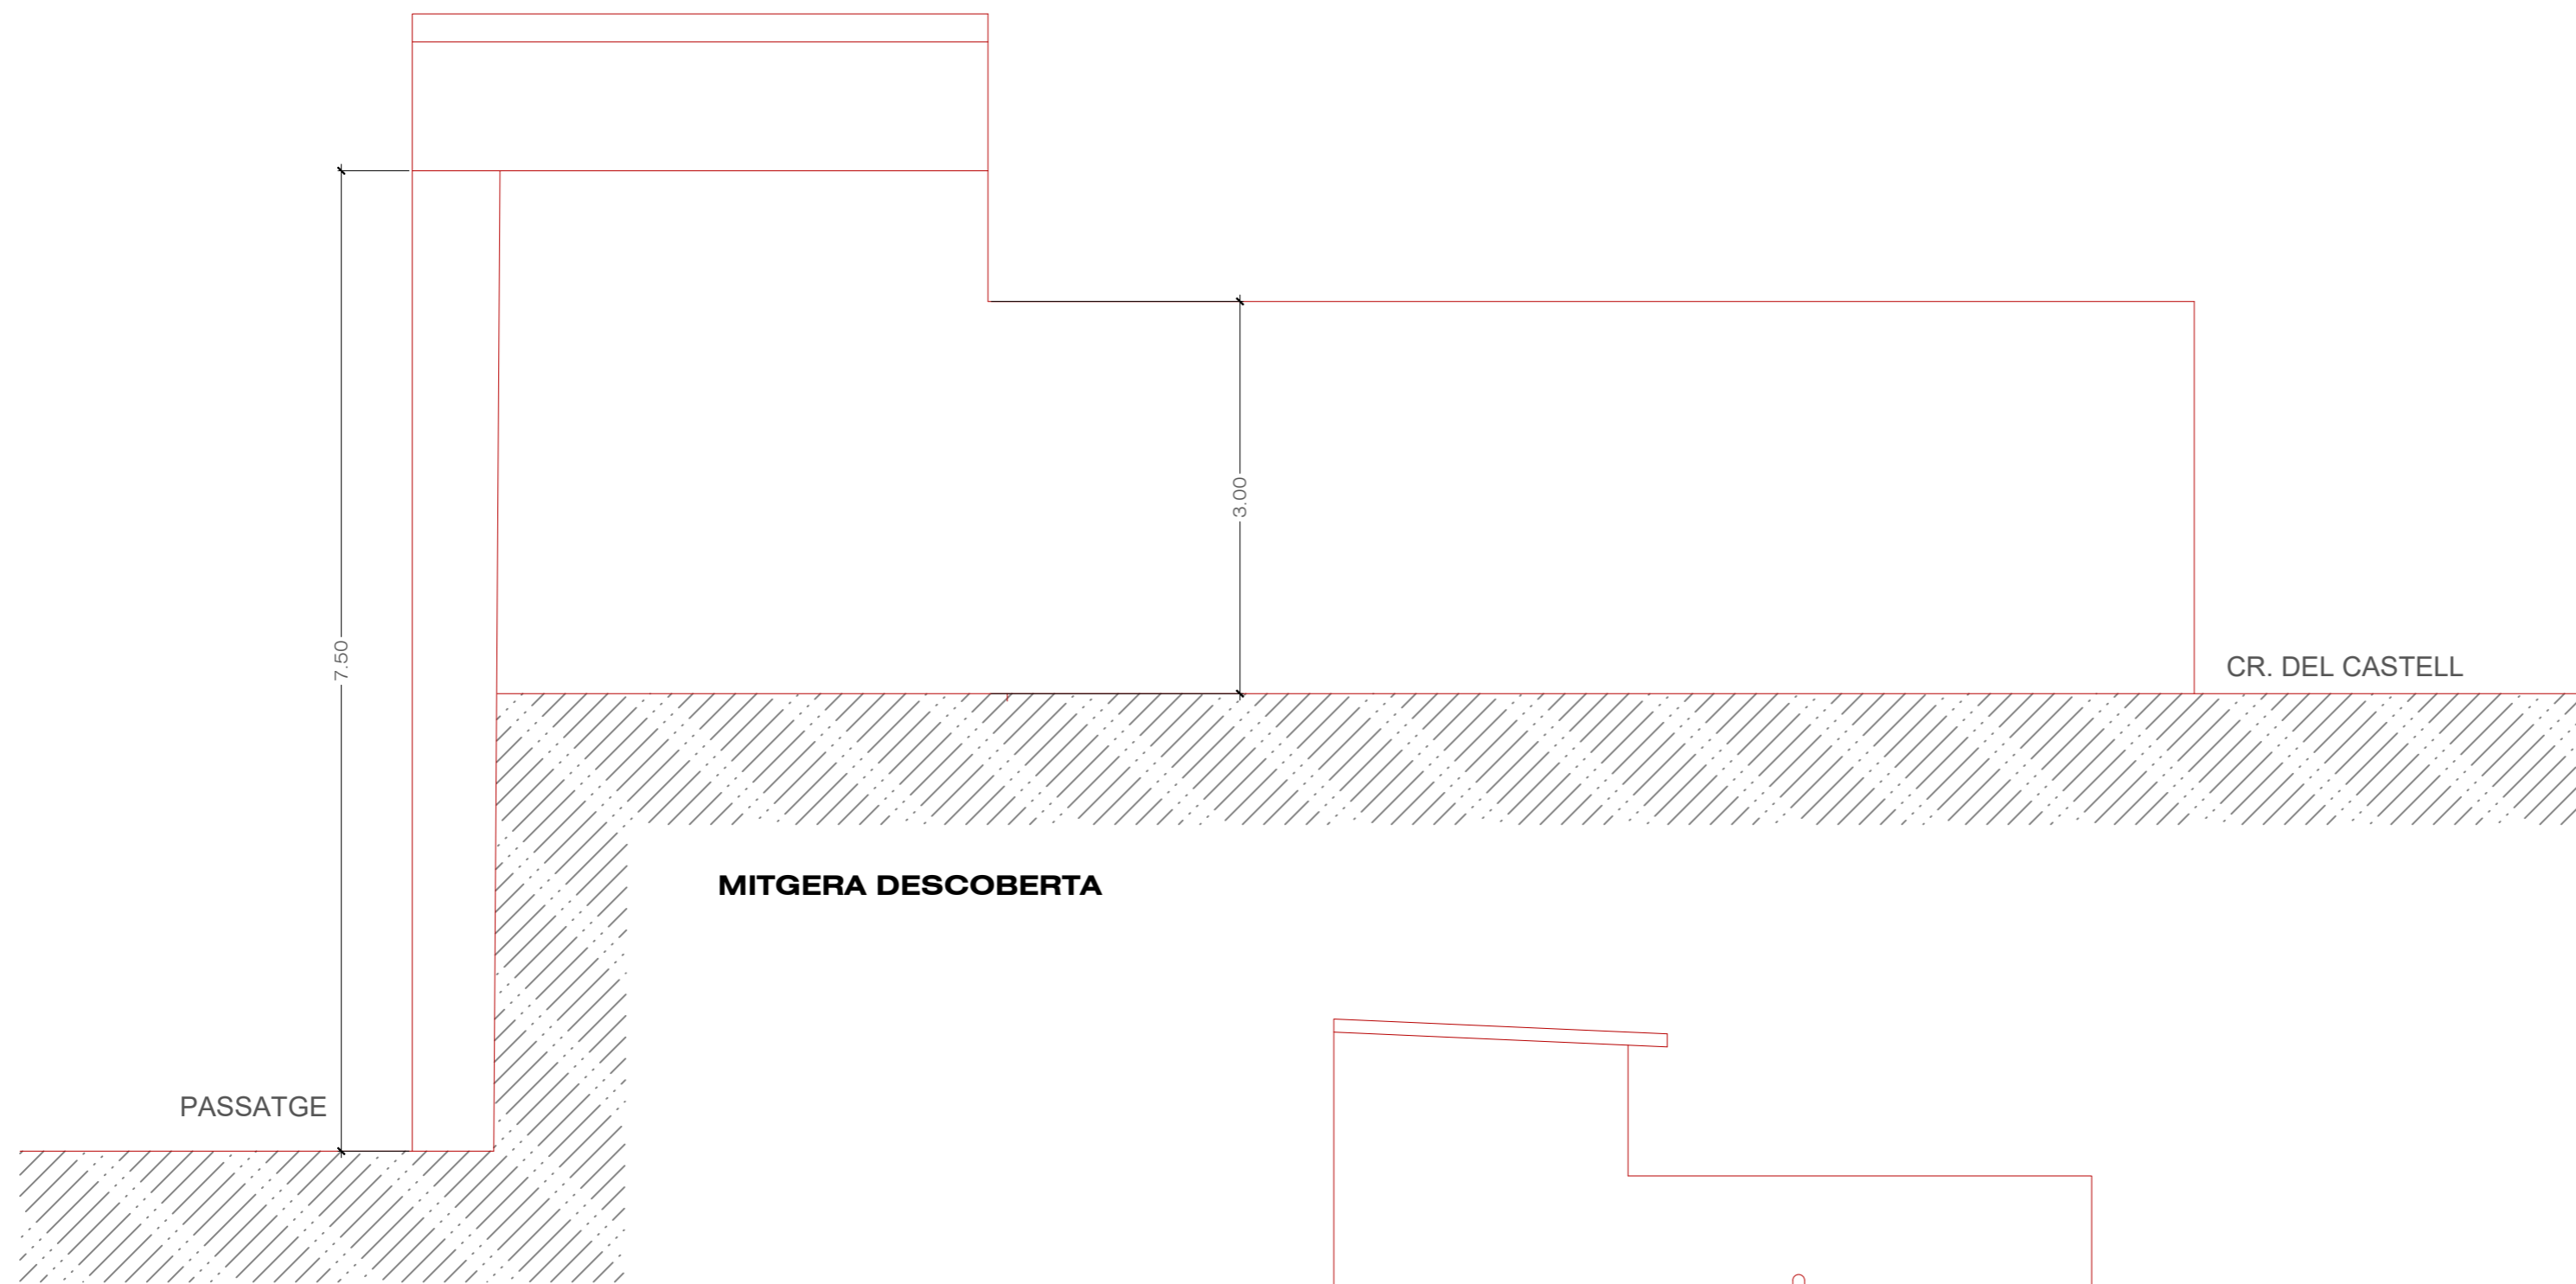 3.00
7.50
CR. DEL CASTELL
MITGERA DESCOBERTA
PASSATGE